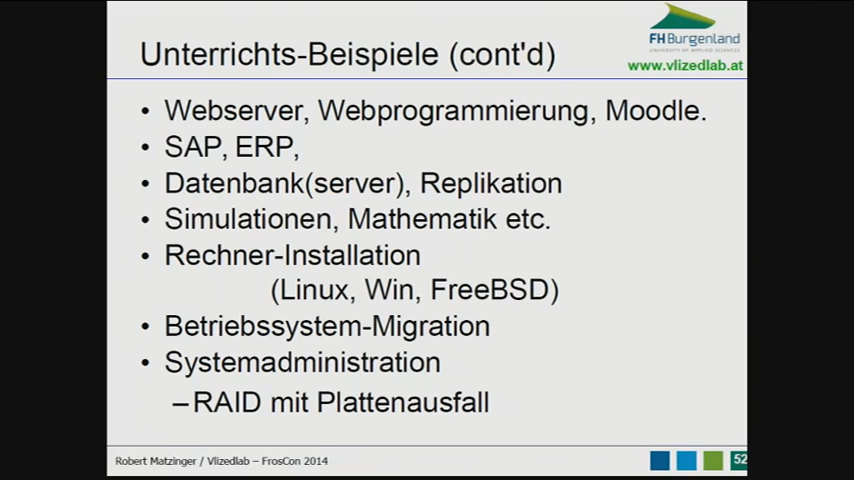 FHBurgenland
UNIVERSITY OF APPLIED SCIENCES
www.vlizedlab.at
Unterrichts-Beispiele (cont'd)
• Webserver, Webprogrammierung, Moodle.
• SAP, ERP,
• Datenbank(server), Replikation
• Simulationen, Mathematik etc.
• Rechner-Installation
(Linux, Win, FreeBSD)
• Betriebssystem-Migration
• Systemadministration
–RAID mit Plattenausfall
Robert Matzinger / Vlizedlab – FrosCon 2014
52